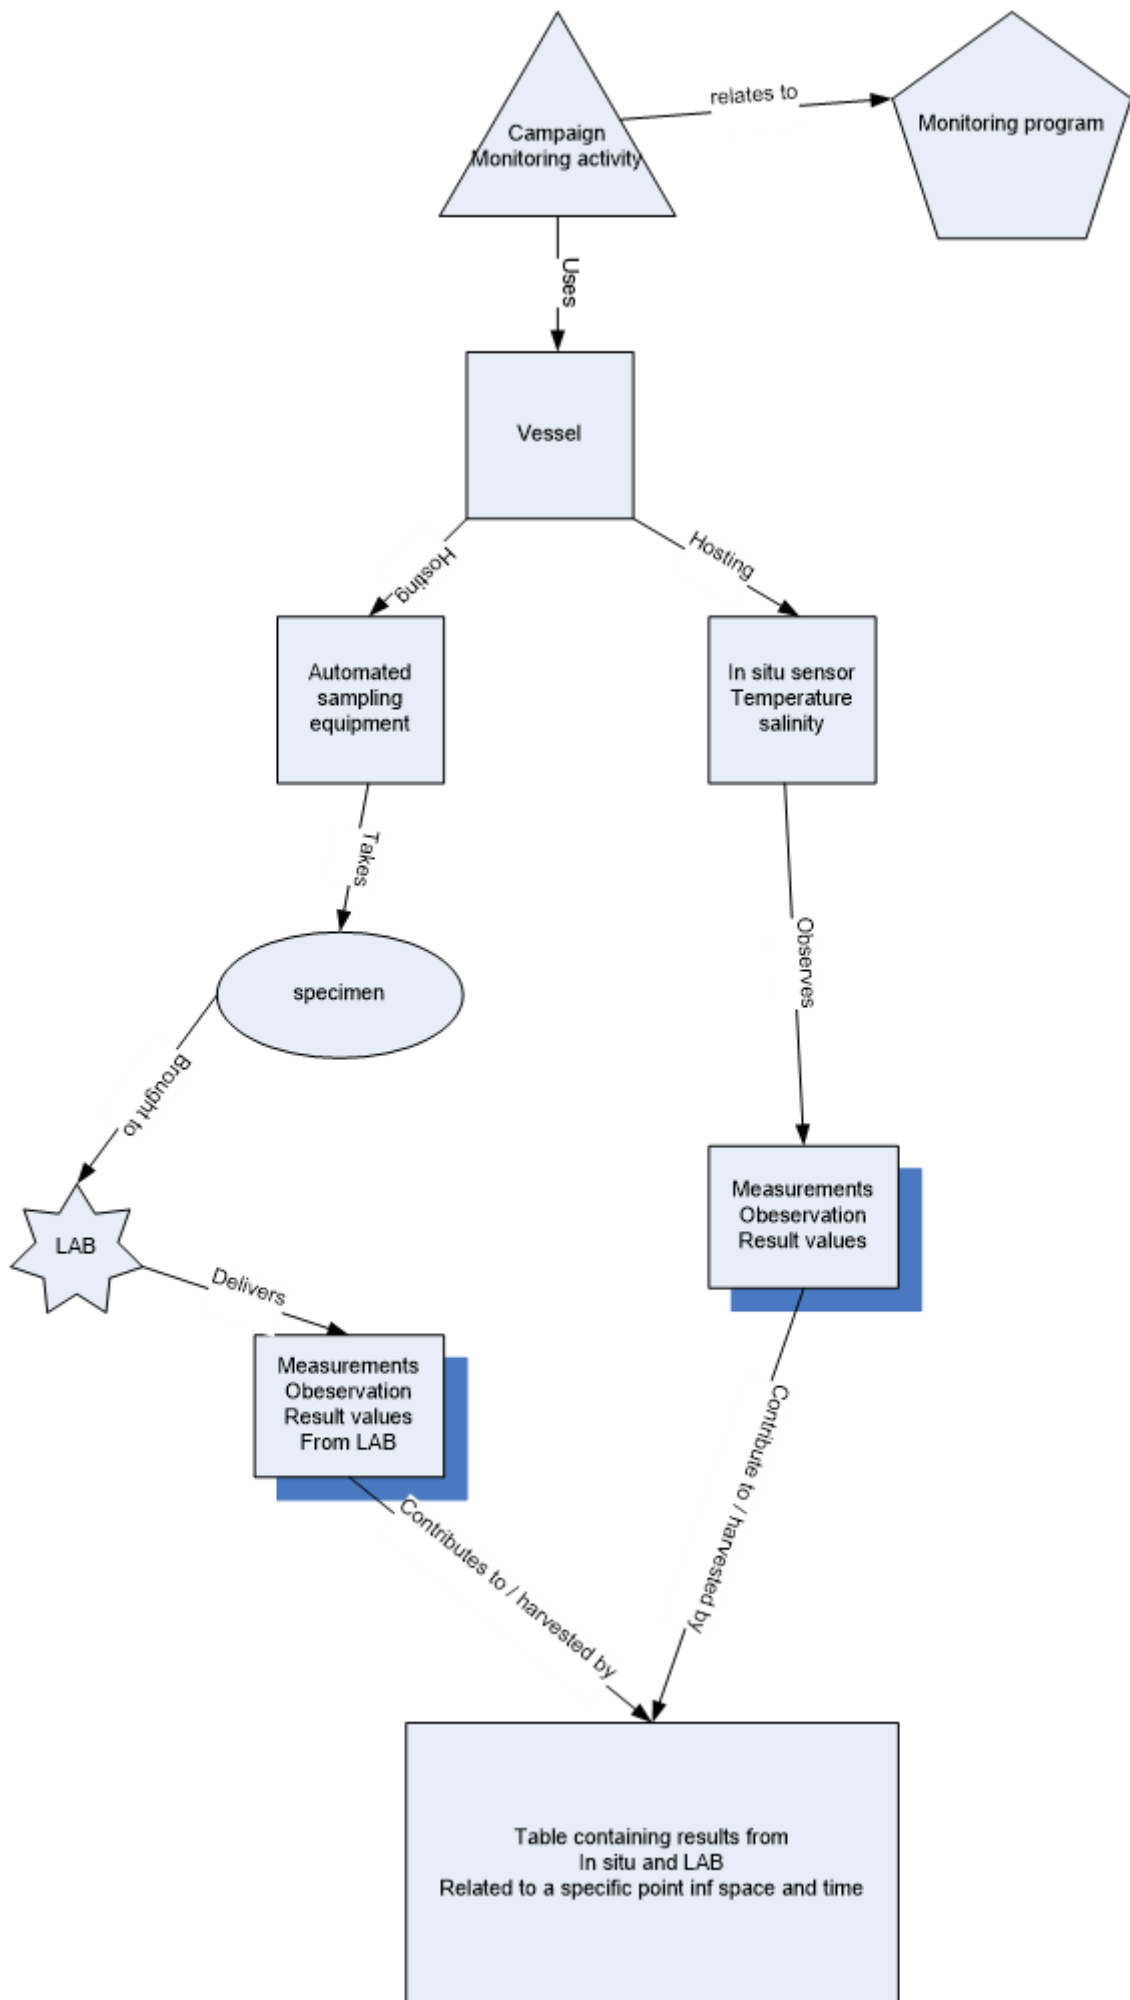 relates to
Monitoring program
Campaign
Monitoring activity
Uses
Vessel
Hosting
Hosting
Automated
sampling
equipment
In situ sensor
Temperature
salinity
Takes
Observes
specimen
Brought to
LAB
Measurements
Obeservation
Result values
Delivers
Measurements
Obeservation
Result values
From LAB
Contribute to / harvested by
Contributes to / harvested by
Table containing results from
In situ and LAB
Related to a specific point inf space and time